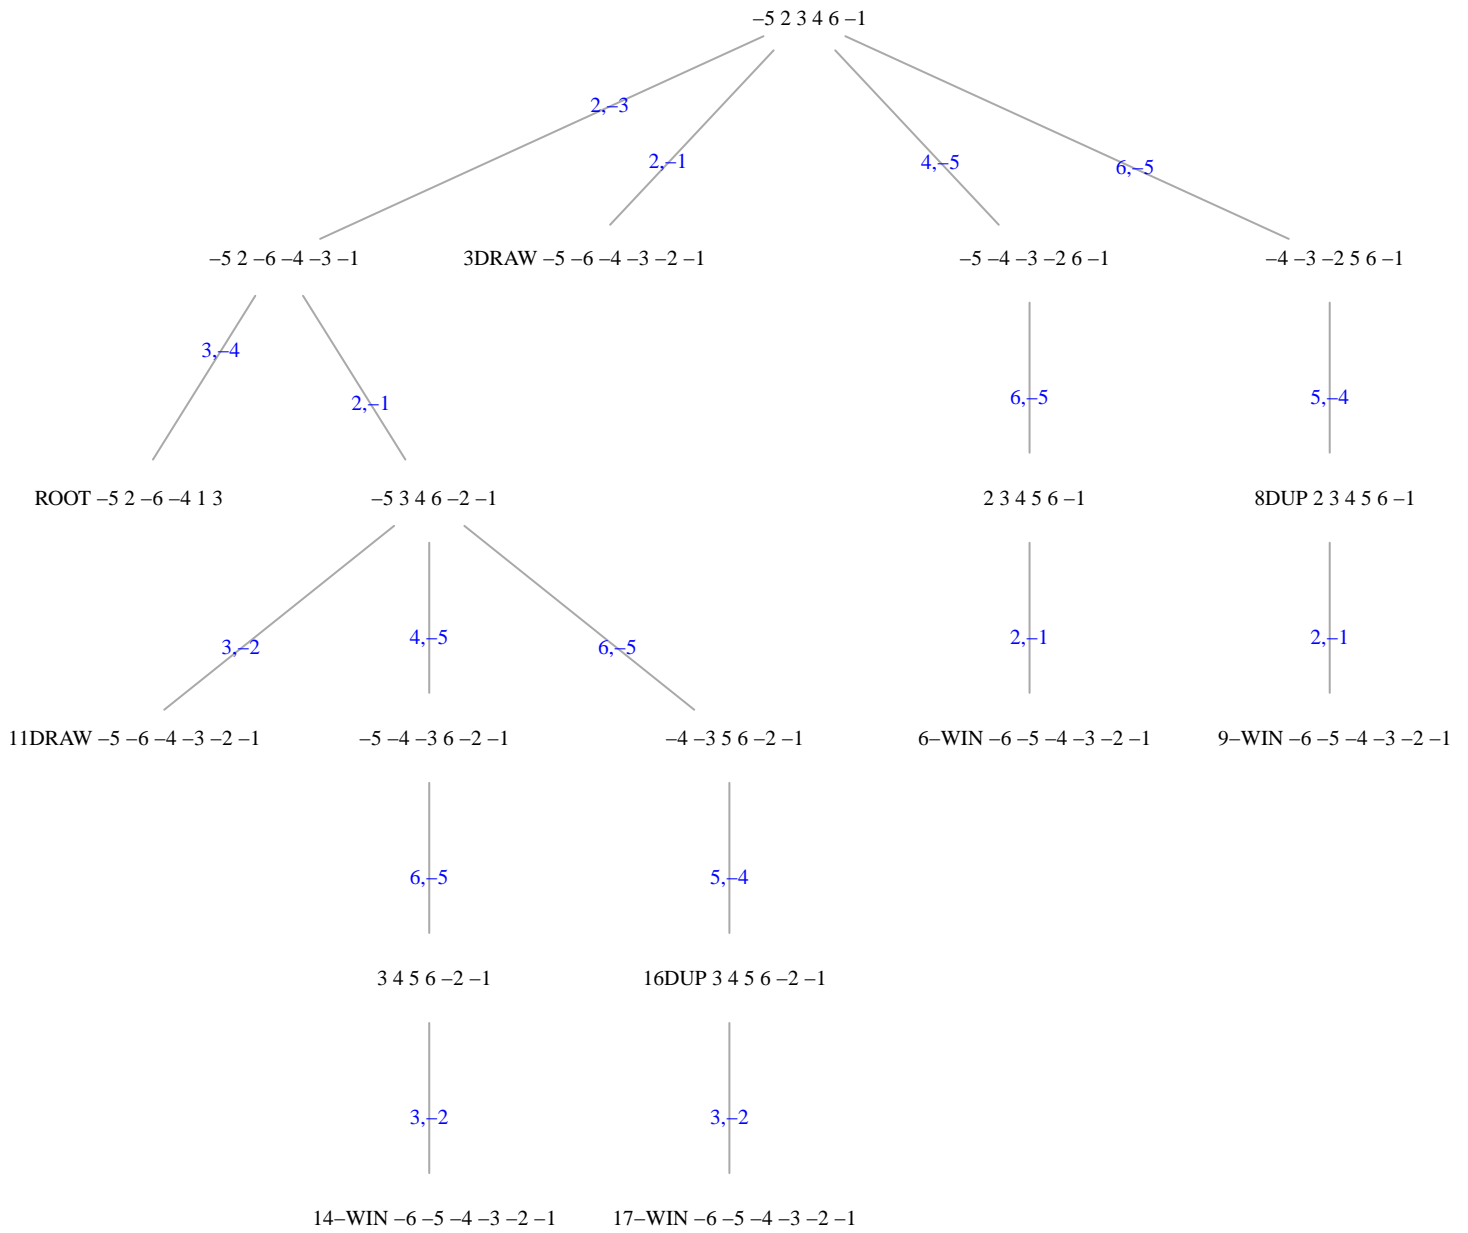 –5 2 3 4 6 –1
2,–3
2,–1
4,–5
6,–5
–5 2 –6 –4 –3 –1
3DRAW –5 –6 –4 –3 –2 –1
–5 –4 –3 –2 6 –1
–4 –3 –2 5 6 –1
3,–4
2,–1
6,–5
5,–4
ROOT –5 2 –6 –4 1 3
–5 3 4 6 –2 –1
2 3 4 5 6 –1
8DUP 2 3 4 5 6 –1
3,–2
4,–5
6,–5
2,–1
2,–1
11DRAW –5 –6 –4 –3 –2 –1
–5 –4 –3 6 –2 –1
–4 –3 5 6 –2 –1
6–WIN –6 –5 –4 –3 –2 –1
9–WIN –6 –5 –4 –3 –2 –1
6,–5
5,–4
3 4 5 6 –2 –1
16DUP 3 4 5 6 –2 –1
3,–2
3,–2
14–WIN –6 –5 –4 –3 –2 –1
17–WIN –6 –5 –4 –3 –2 –1